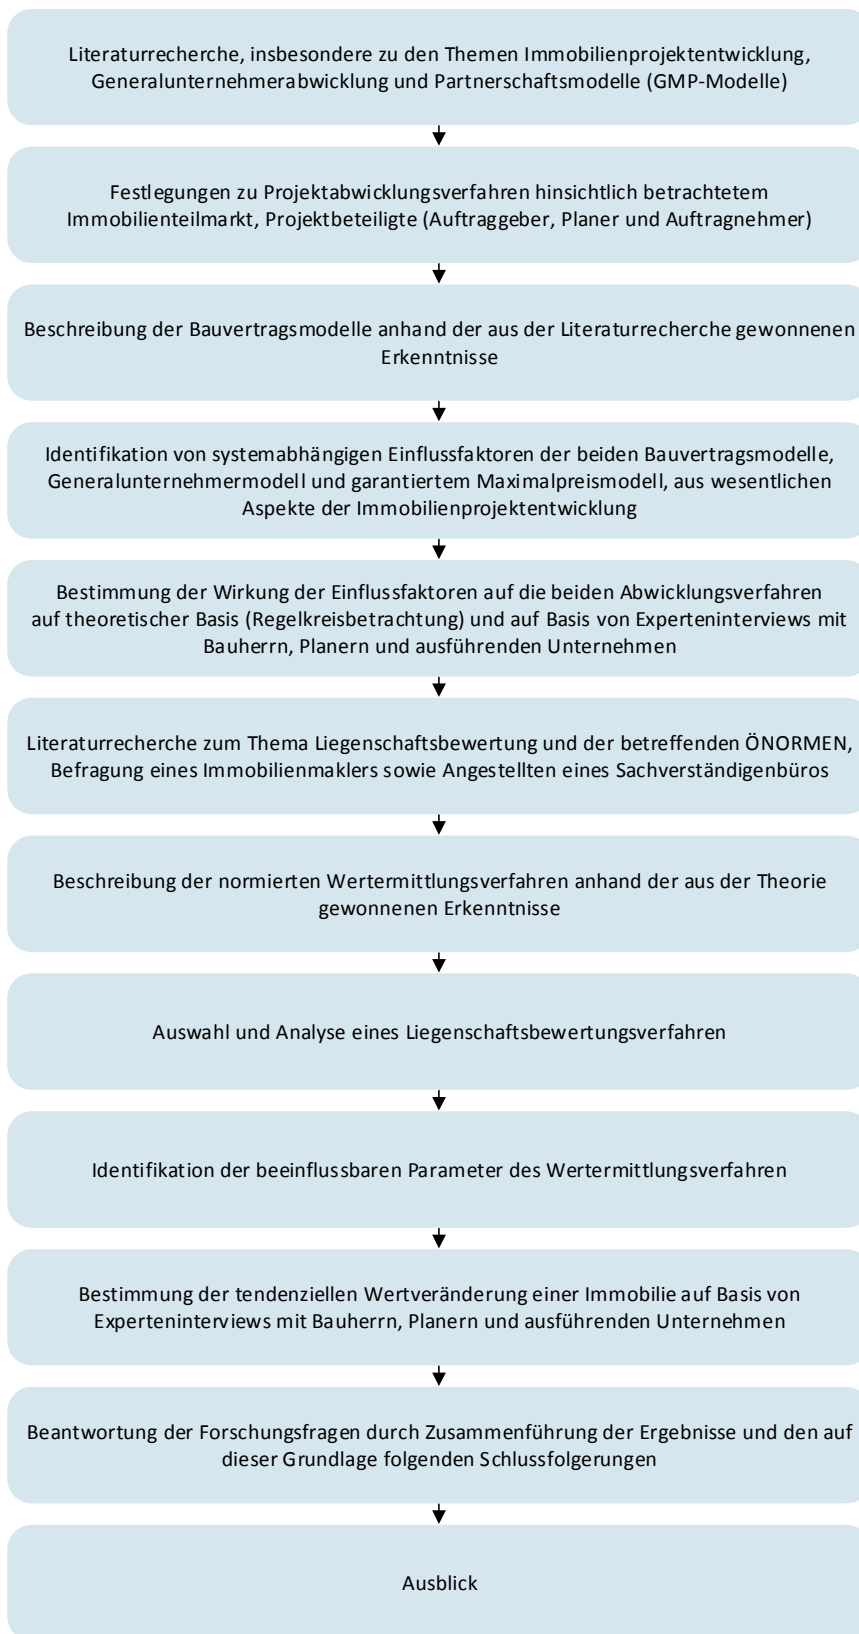 Literaturrecherche, insbesondere zu den Themen Immobilienprojektentwicklung,
Generalunternehmerabwicklung und Partnerschaftsmodelle (GMP-Modelle)
Festlegungen zu Projektabwicklungsverfahren hinsichtlich betrachtetem
Immobilienteilmarkt, Projektbeteiligte (Auftraggeber, Planer und Auftragnehmer)
Beschreibung der Bauvertragsmodelle anhand der aus der Literaturrecherche gewonnenen
Erkenntnisse
Identifikation von systemabhängigen Einflussfaktoren der beiden Bauvertragsmodelle,
Generalunternehmermodell und garantiertem Maximalpreismodell, aus wesentlichen
Aspekte der Immobilienprojektentwicklung
Bestimmung der Wirkung der Einflussfaktoren auf die beiden Abwicklungsverfahren
auf theoretischer Basis (Regelkreisbetrachtung) und auf Basis von Experteninterviews mit
Bauherrn, Planern und ausführenden Unternehmen
Literaturrecherche zum Thema Liegenschaftsbewertung und der betreffenden ÖNORMEN,
Befragung eines Immobilienmaklers sowie Angestellten eines Sachverständigenbüros
Beschreibung der normierten Wertermittlungsverfahren anhand der aus der Theorie
gewonnenen Erkenntnisse
Auswahl und Analyse eines Liegenschaftsbewertungsverfahren
Identifikation der beeinflussbaren Parameter des Wertermittlungsverfahren
Bestimmung der tendenziellen Wertveränderung einer Immobilie auf Basis von
Experteninterviews mit Bauherrn, Planern und ausführenden Unternehmen
Beantwortung der Forschungsfragen durch Zusammenführung der Ergebnisse und den auf
dieser Grundlage folgenden Schlussfolgerungen
Ausblick